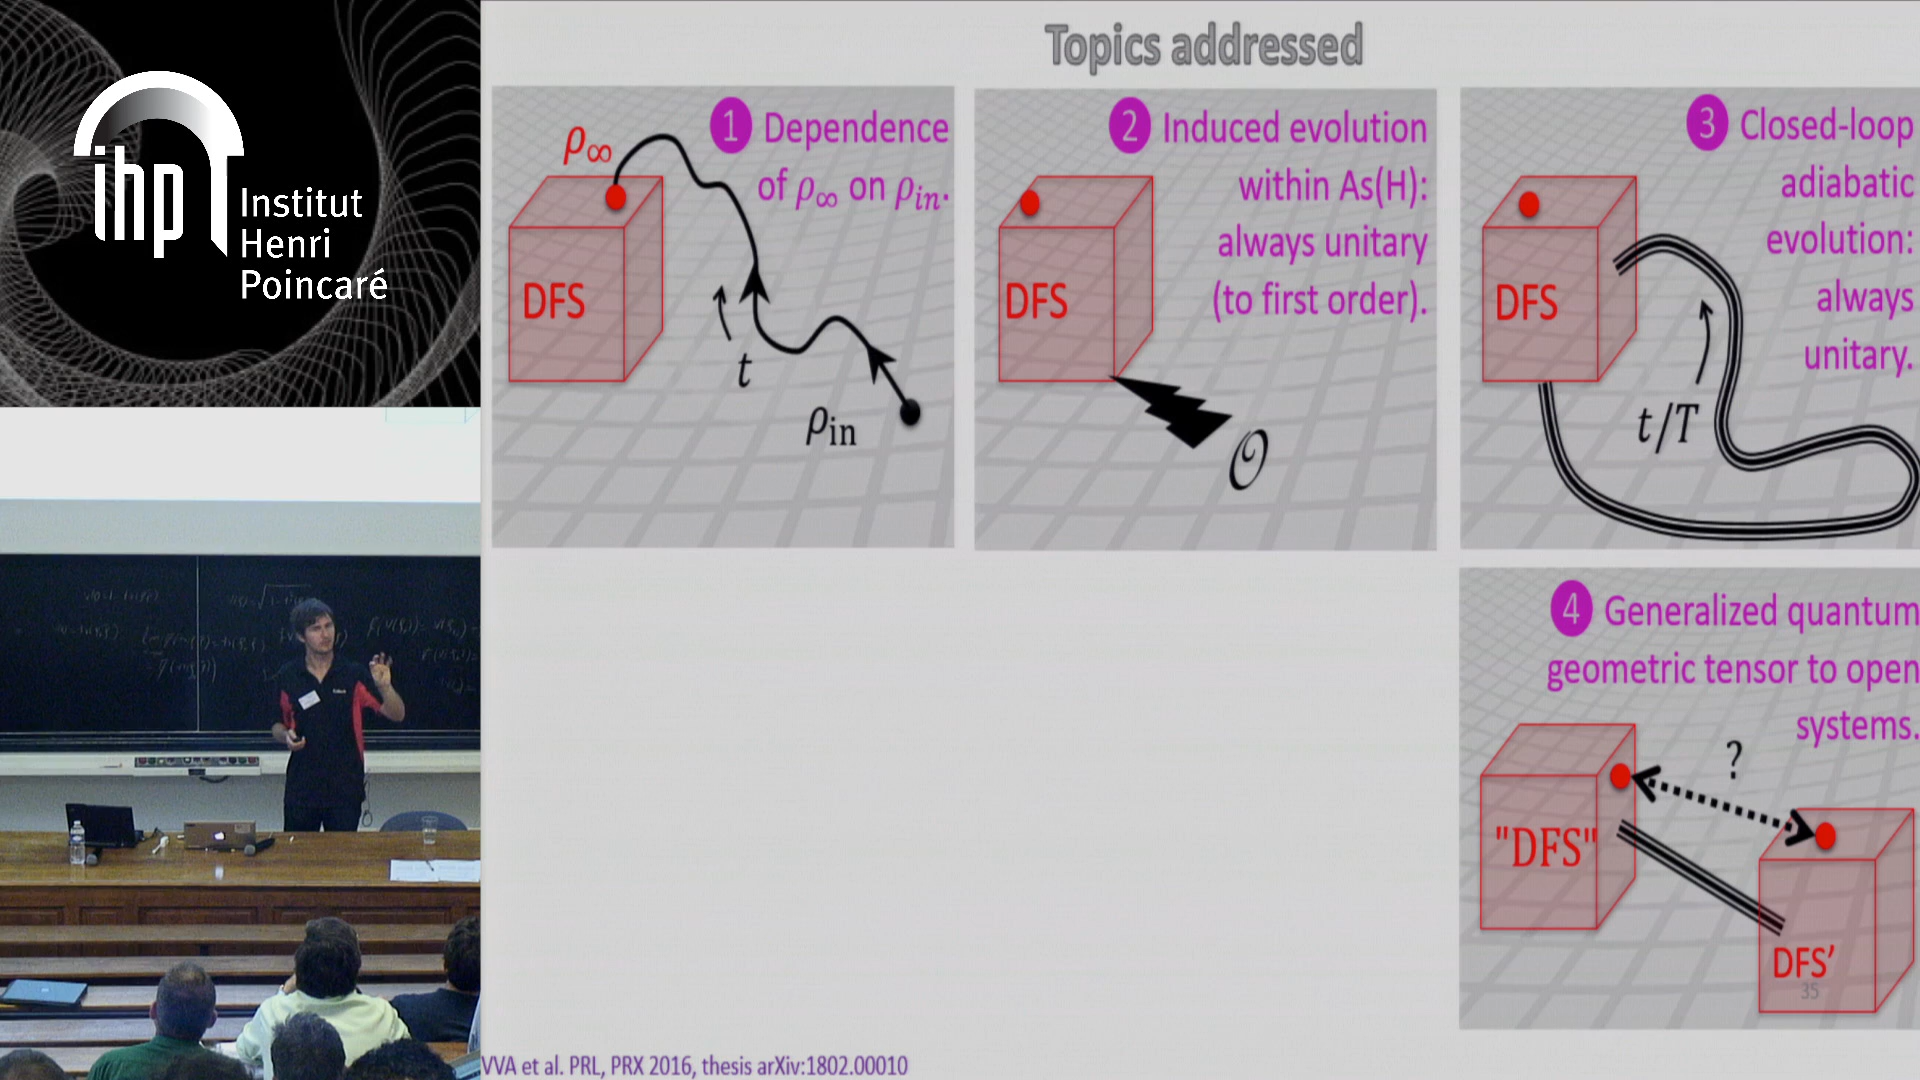 ihp
Institut
Henri
Poincaré
Topics addressed
ρ∞
1 Dependence
of ρ∞ on ρin.
DFS
t
ρin
2 Induced evolution
within As(H):
always unitary
(to first order).
DFS
𝒪
3 Closed-loop
adiabatic
evolution:
always
unitary.
DFS
t/T
4 Generalized quantum
geometric tensor to open
systems.
?
"DFS"
DFS’
35
VVA et al. PRL, PRX 2016, thesis arXiv:1802.00010